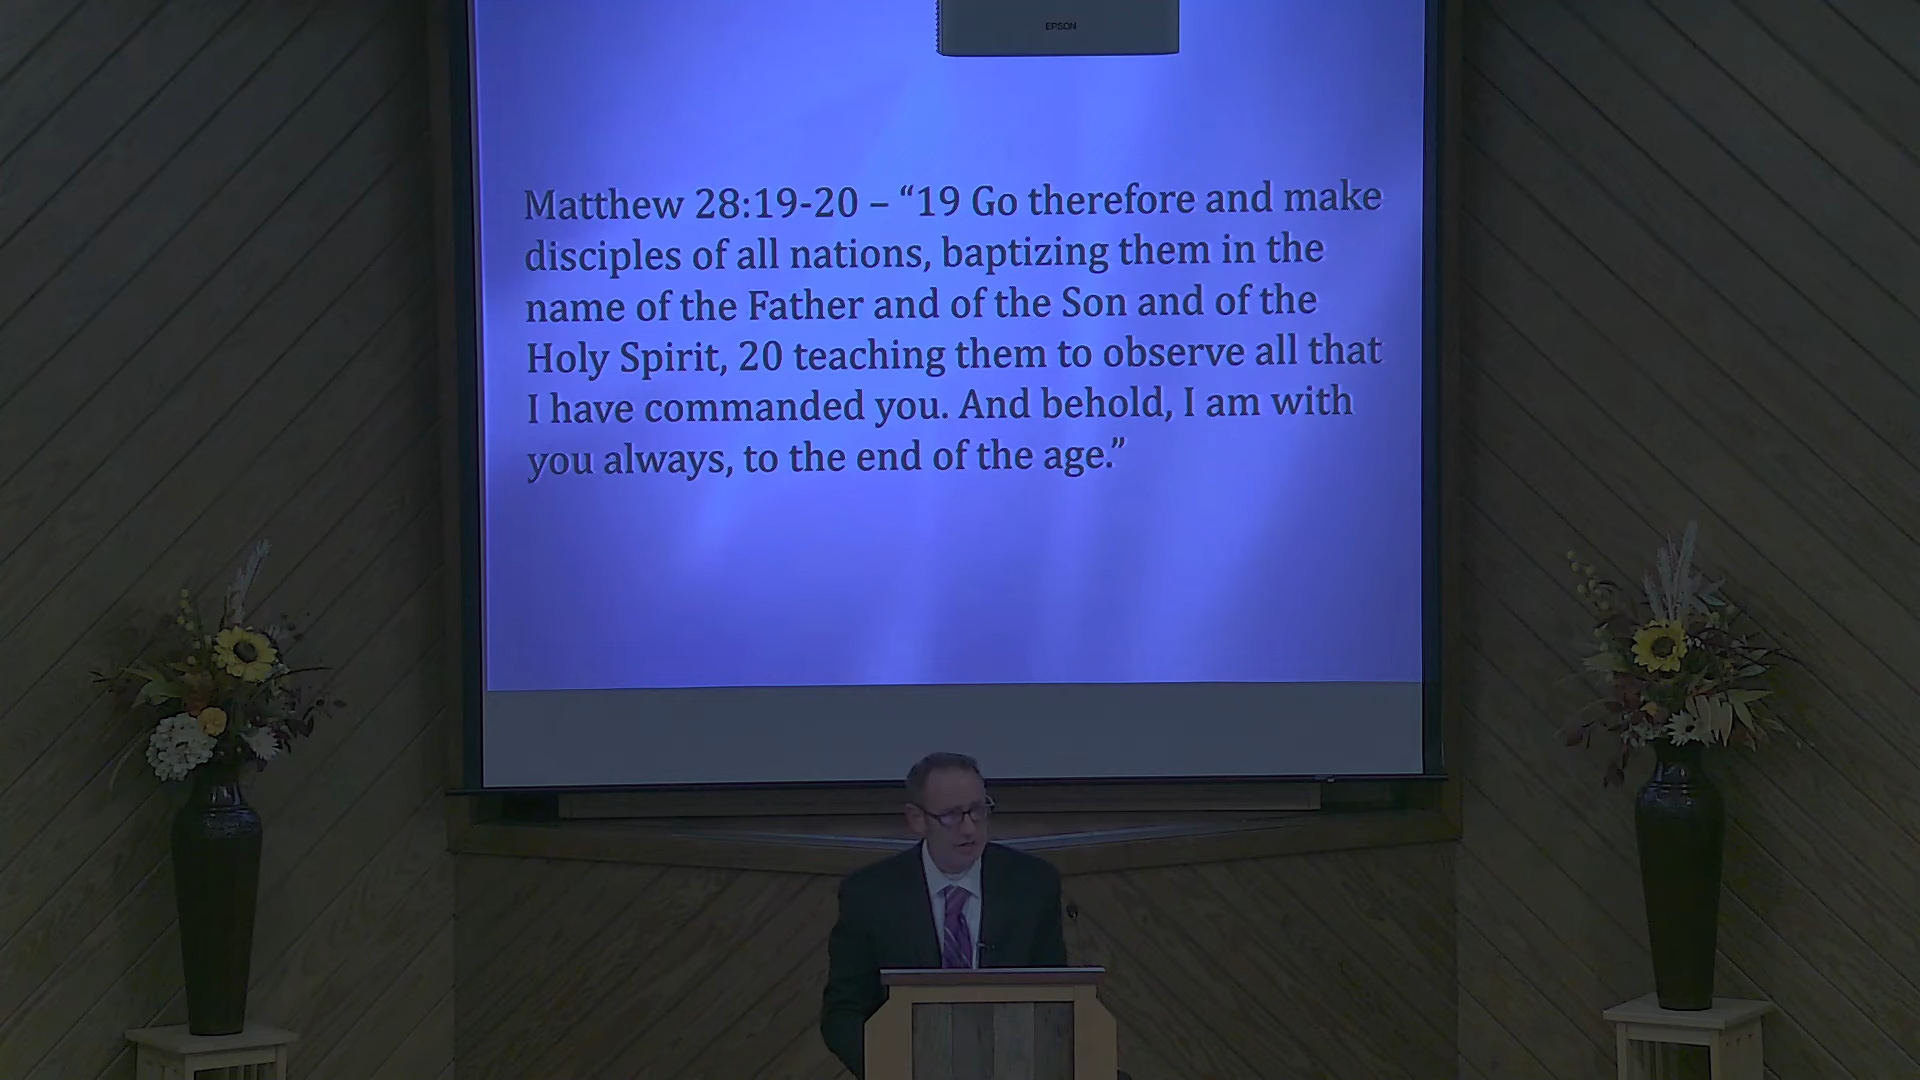 EPSON
Matthew 28:19-20 – “19 Go therefore and make
disciples of all nations, baptizing them in the
name of the Father and of the Son and of the
Holy Spirit, 20 teaching them to observe all that
I have commanded you. And behold, I am with
you always, to the end of the age.”